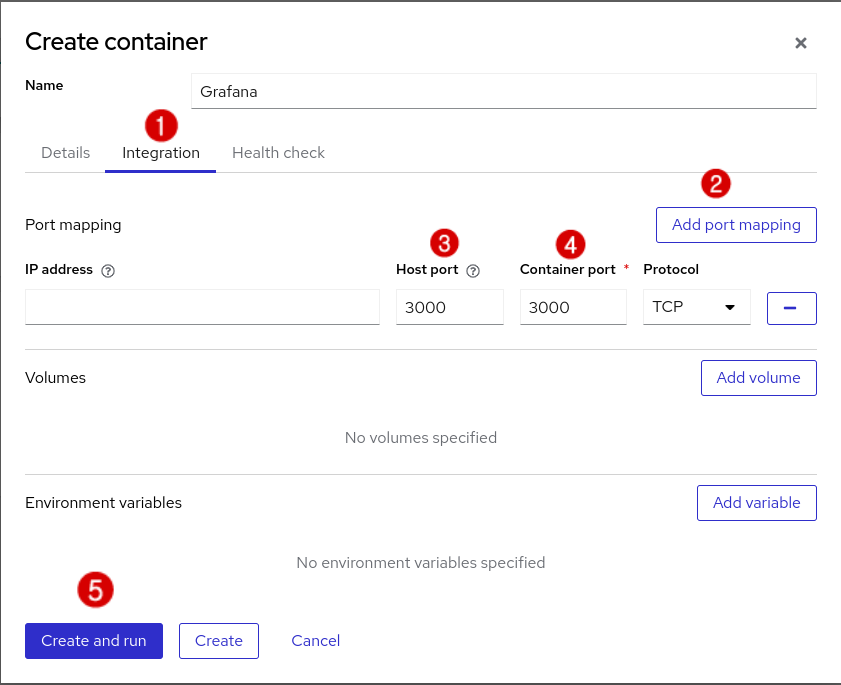 Create container
Name
Grafana
1
Details Integration Health check
2
Port mapping Add port mapping
3 4
IP address Host port Container port * Protocol
3000 3000 TCP
Volumes Add volume
No volumes specified
Environment variables Add variable
No environment variables specified
5
Create and run Create Cancel